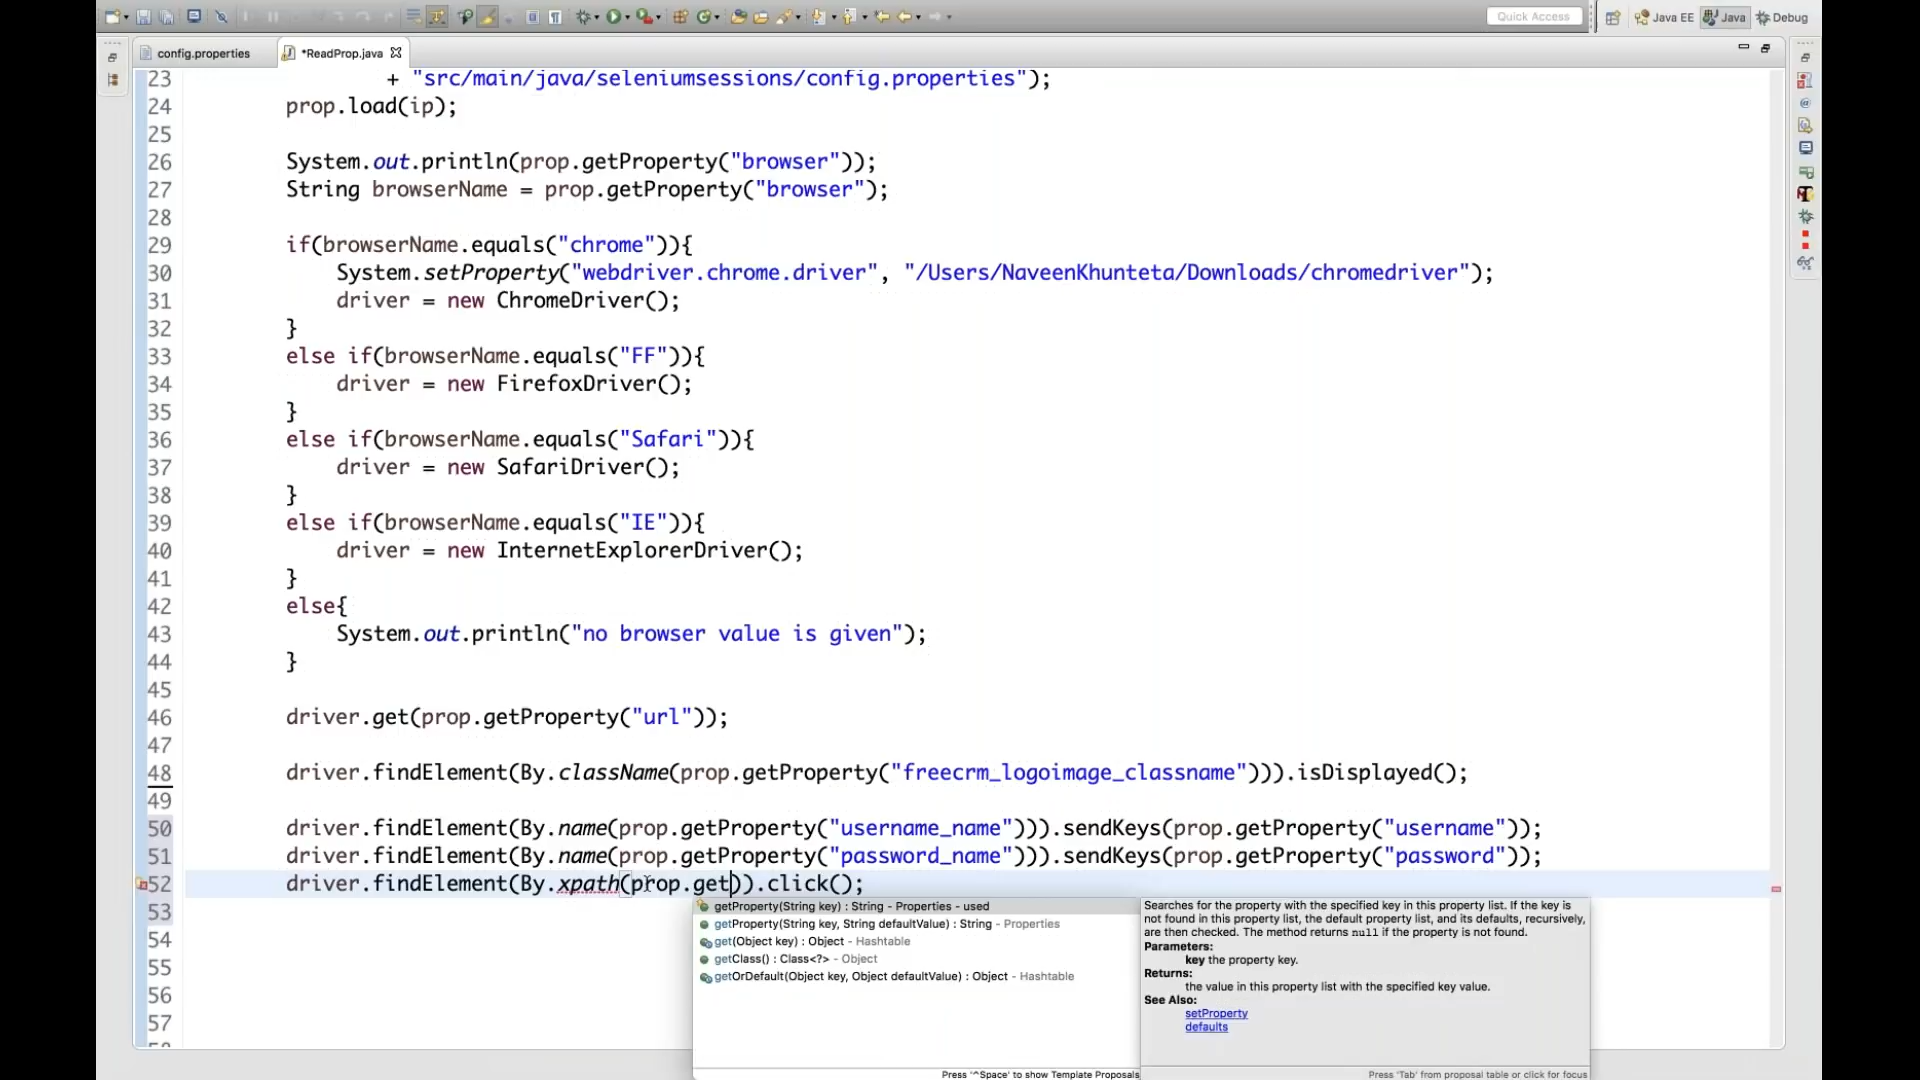 Quick Access
Java EE
Java
Debug
config.properties
*ReadProp.java
23 + "src/main/java/seleniumsessions/config.properties");
24 prop.load(ip);
25
26 System.out.println(prop.getProperty("browser"));
27 String browserName = prop.getProperty("browser");
28
29 if(browserName.equals("chrome")){
30 System.setProperty("webdriver.chrome.driver", "/Users/NaveenKhunteta/Downloads/chromedriver");
31 driver = new ChromeDriver();
32 }
33 else if(browserName.equals("FF")){
34 driver = new FirefoxDriver();
35 }
36 else if(browserName.equals("Safari")){
37 driver = new SafariDriver();
38 }
39 else if(browserName.equals("IE")){
40 driver = new InternetExplorerDriver();
41 }
42 else{
43 System.out.println("no browser value is given");
44 }
45
46 driver.get(prop.getProperty("url"));
47
48 driver.findElement(By.className(prop.getProperty("freecrm_logoimage_classname"))).isDisplayed();
49
50 driver.findElement(By.name(prop.getProperty("username_name"))).sendKeys(prop.getProperty("username"));
51 driver.findElement(By.name(prop.getProperty("password_name"))).sendKeys(prop.getProperty("password"));
52 driver.findElement(By.xpath(prop.get)).click();
53
54
55
56
57
getProperty(String key) : String - Properties - used
getProperty(String key, String defaultValue) : String - Properties
get(Object key) : Object - Hashtable
getClass() : Class<?> - Object
getOrDefault(Object key, Object defaultValue) : Object - Hashtable
Press '^Space' to show Template Proposals
Searches for the property with the specified key in this property list. If the key is
not found in this property list, the default property list, and its defaults, recursively,
are then checked. The method returns null if the property is not found.
Parameters:
key the property key.
Returns:
the value in this property list with the specified key value.
See Also:
setProperty
defaults
Press 'Tab' from proposal table or click for focus